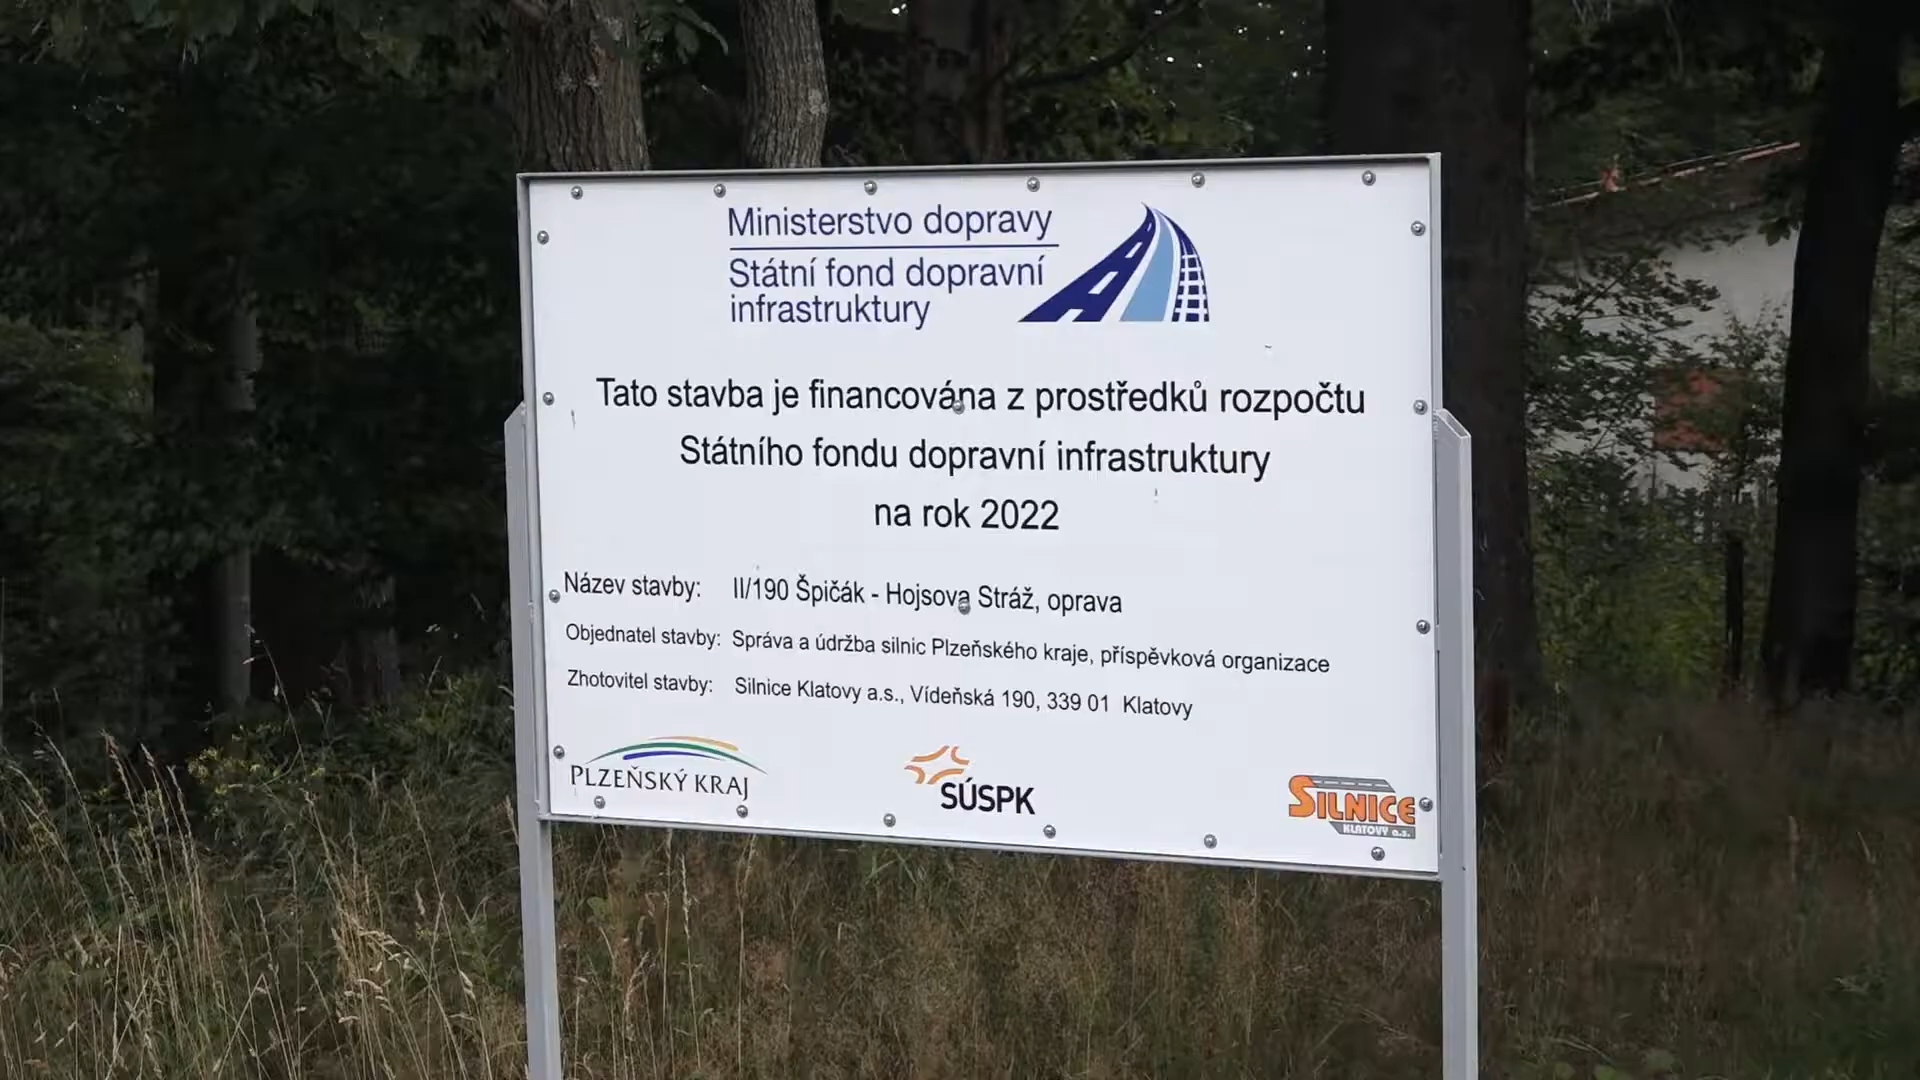 Ministerstvo dopravy
Státní fond dopravní
infrastruktury
Tato stavba je financována z prostředků rozpočtu
Státního fondu dopravní infrastruktury
na rok 2022
Název stavby: II/190 Špičák - Hojsova Stráž, oprava
Objednatel stavby: Správa a údržba silnic Plzeňského kraje, příspěvková organizace
Zhotovitel stavby: Silnice Klatovy a.s., Vídeňská 190, 339 01 Klatovy
PLZEŇSKÝ KRAJ
SÚSPK
SILNICE
KLATOVY a.s.